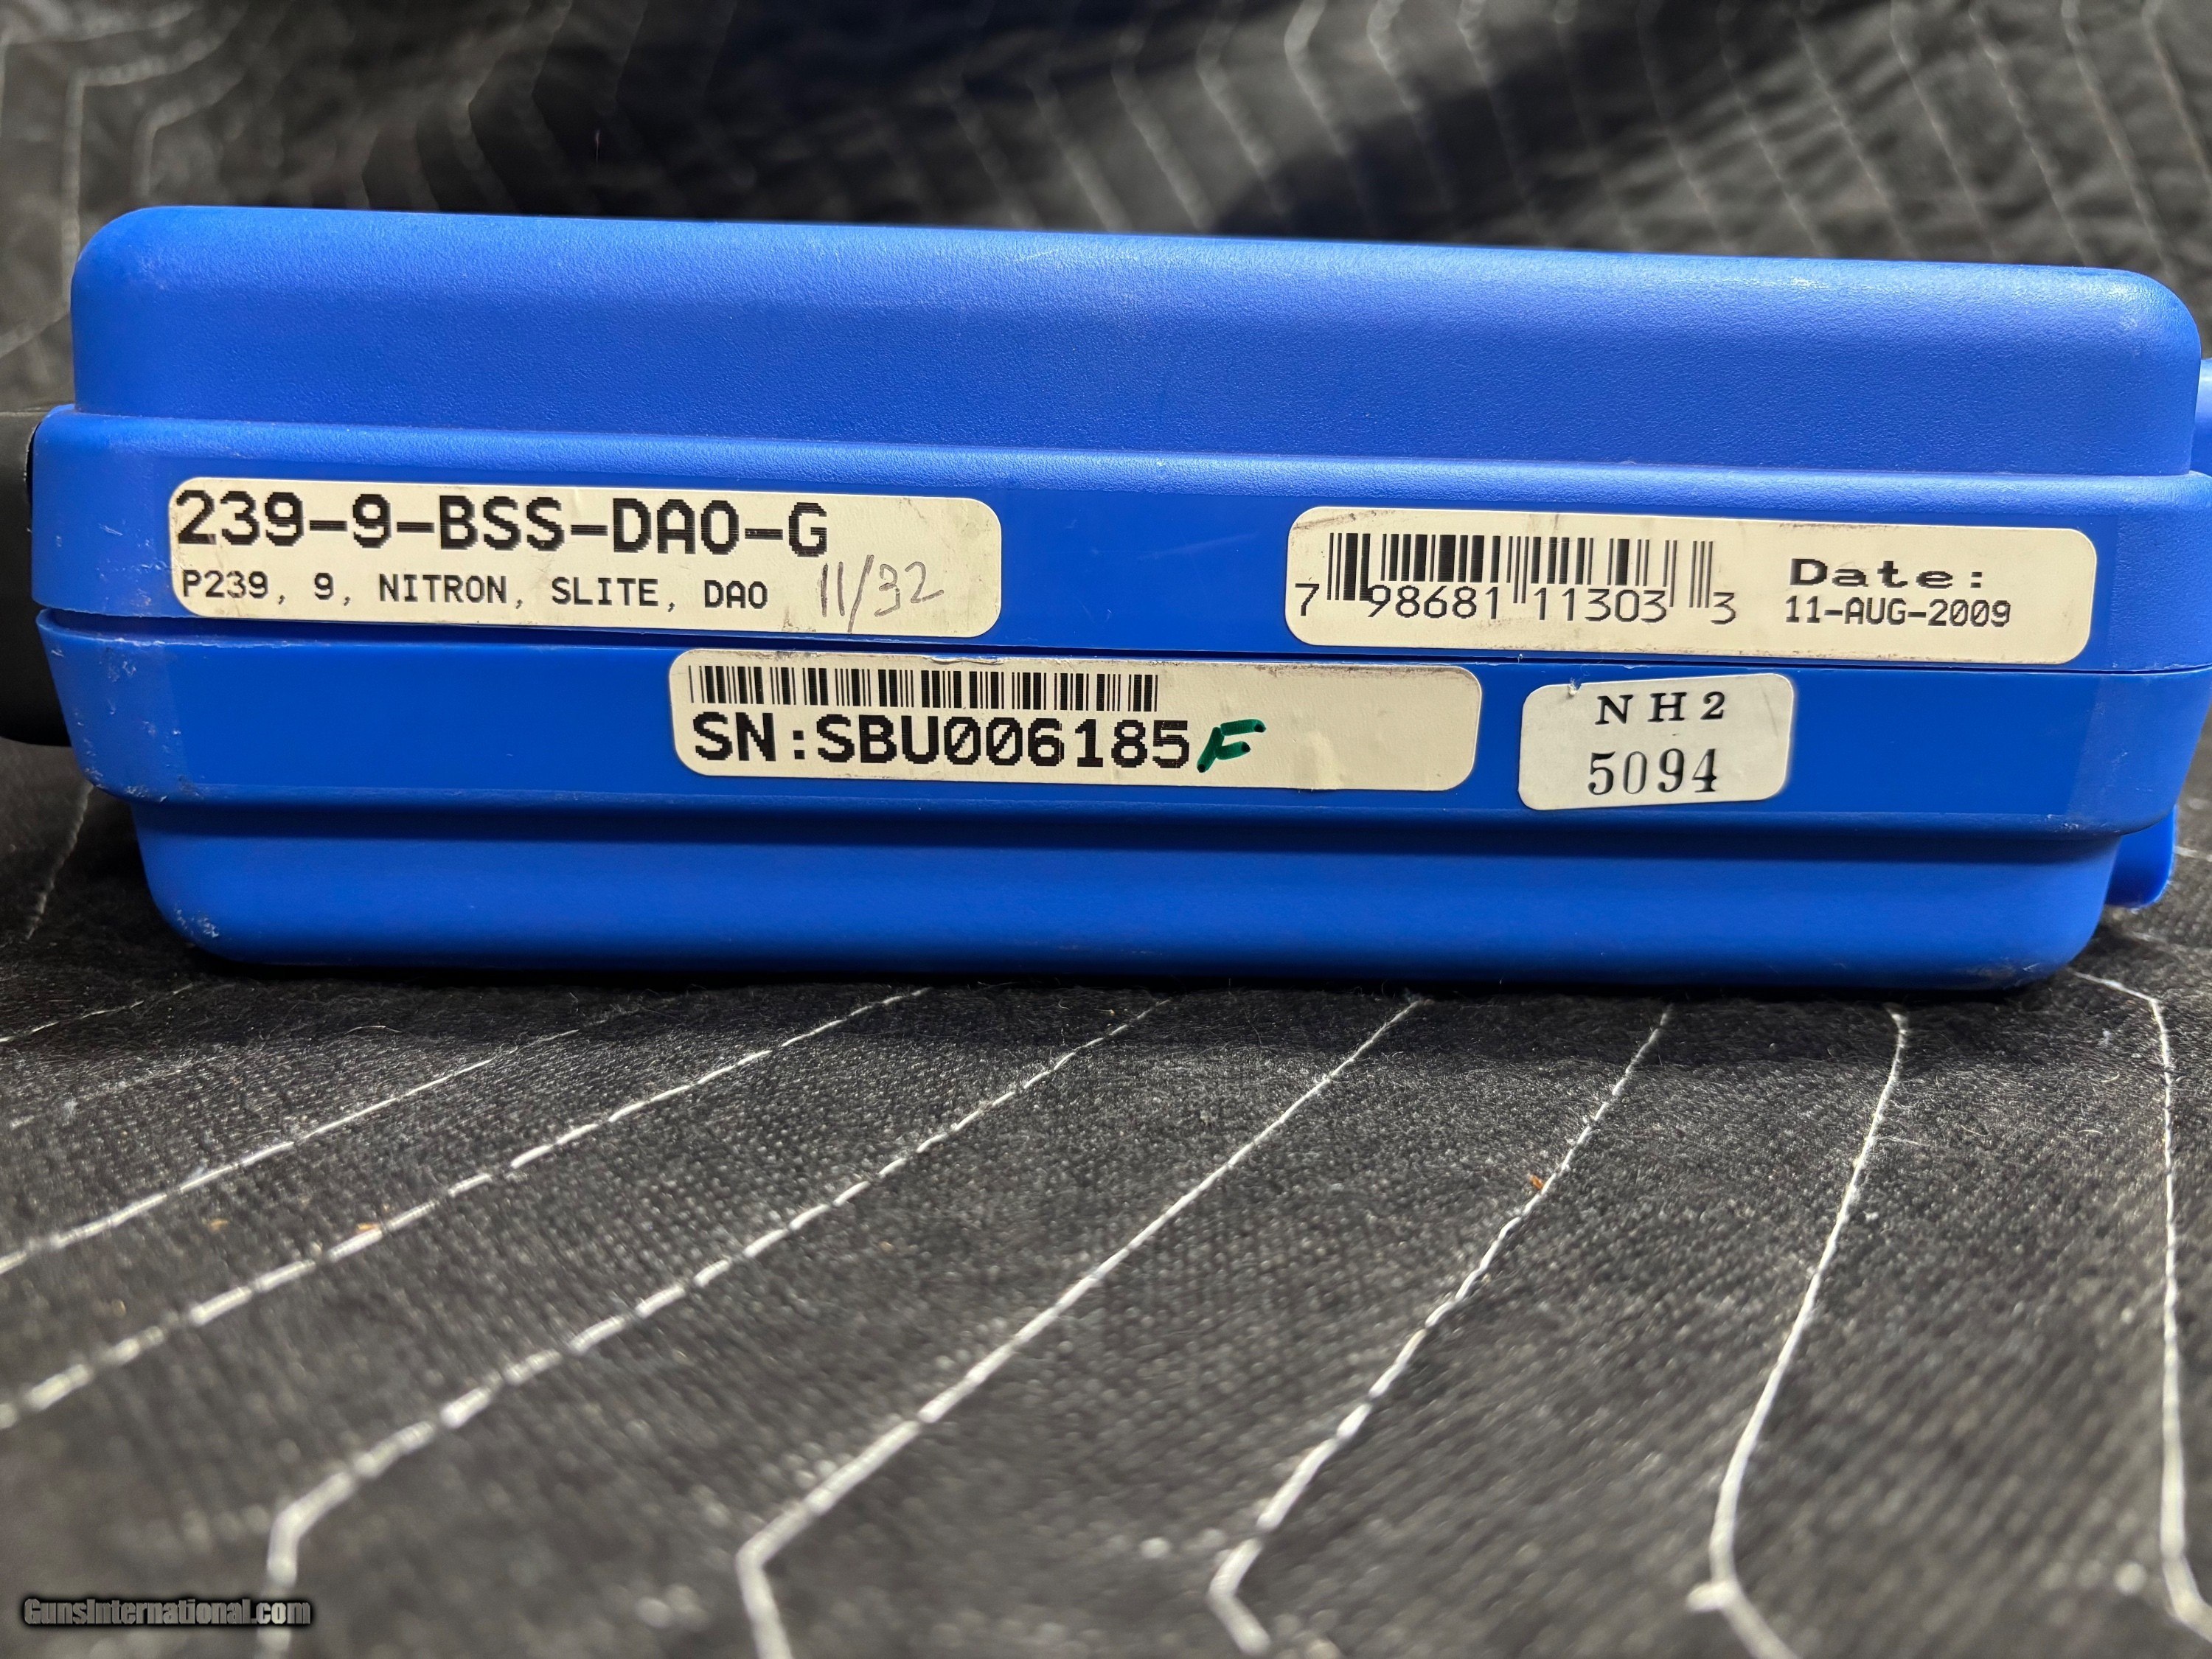 239-9-BSS-DAO-G
P239, 9, NITRON, SLITE, DAO
11/32
7 98681 11303 3
Date:
11-AUG-2009
SN:SBU006185F
NH2
5094
GunsInternational.com